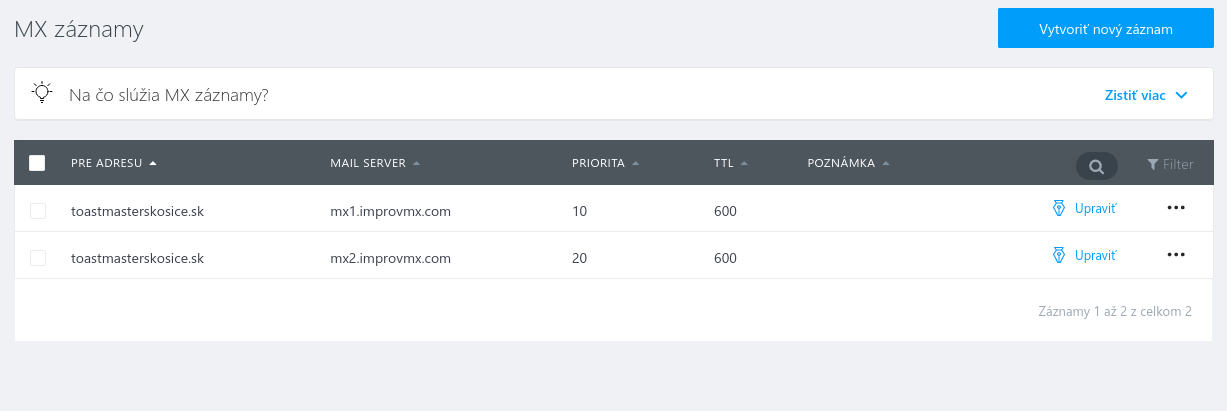 MX záznamy
Vytvoriť nový záznam
Na čo slúžia MX záznamy?
Zistiť viac
PRE ADRESU MAIL SERVER PRIORITA TTL POZNÁMKA Filter
toastmasterskosice.sk mx1.improvmx.com 10 600 Upraviť
toastmasterskosice.sk mx2.improvmx.com 20 600 Upraviť
Záznamy 1 až 2 z celkom 2